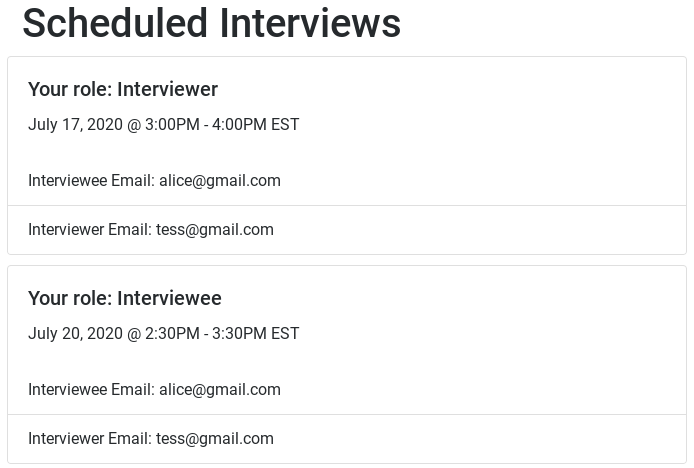 Scheduled Interviews
Your role: Interviewer
July 17, 2020 @ 3:00PM - 4:00PM EST
Interviewee Email: alice@gmail.com
Interviewer Email: tess@gmail.com
Your role: Interviewee
July 20, 2020 @ 2:30PM - 3:30PM EST
Interviewee Email: alice@gmail.com
Interviewer Email: tess@gmail.com